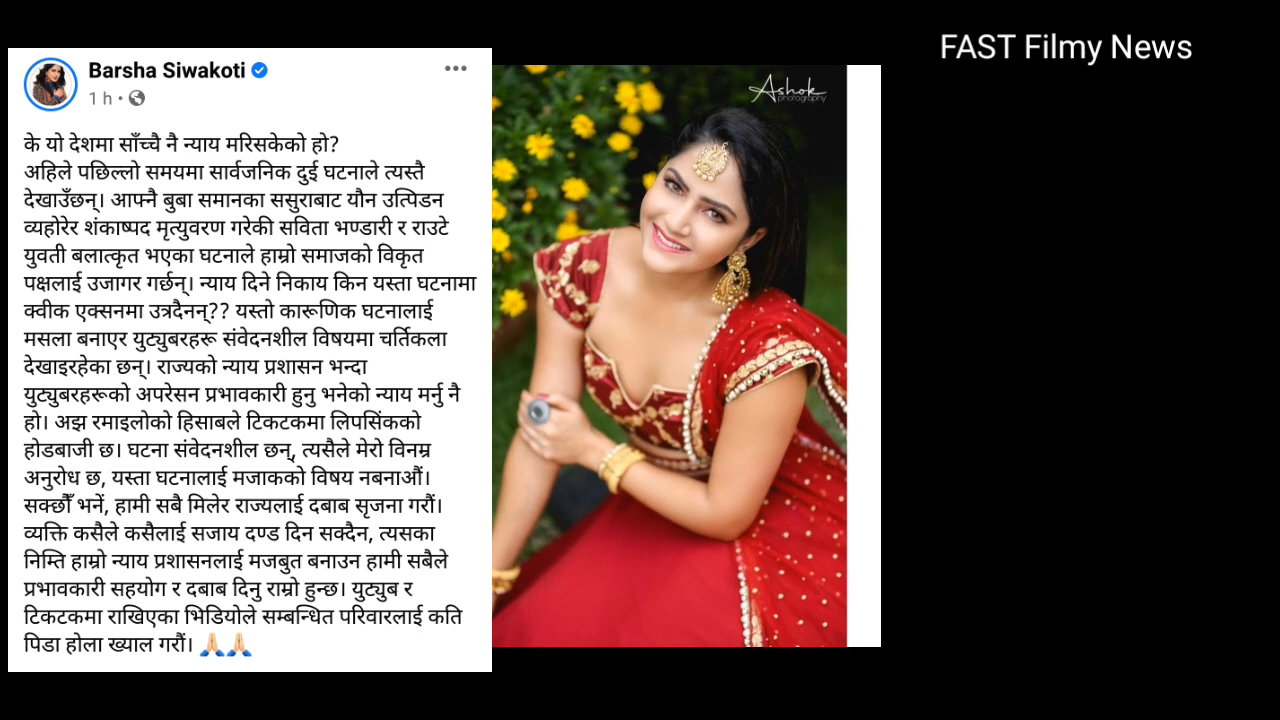 FAST Filmy News
Barsha Siwakoti
1 h
के यो देशमा साँच्चै नै न्याय मरिसकेको हो?
अहिले पछिल्लो समयमा सार्वजनिक दुई घटनाले त्यस्तै
देखाउँछन्। आफ्नै बुबा समानका ससुराबाट यौन उत्पिडन
व्यहोरेर शंकाष्पद मृत्युवरण गरेकी सविता भण्डारी र राउटे
युवती बलात्कृत भएका घटनाले हाम्रो समाजको विकृत
पक्षलाई उजागर गर्छन्। न्याय दिने निकाय किन यस्ता घटनामा
क्वीक एक्सनमा उत्रदैनन्?? यस्तो कारूणिक घटनालाई
मसला बनाएर युट्युबरहरू संवेदनशील विषयमा चर्तिकला
देखाइरहेका छन्। राज्यको न्याय प्रशासन भन्दा
युट्युबरहरूको अपरेसन प्रभावकारी हुनु भनेको न्याय मर्नु नै
हो। अझ रमाइलोको हिसाबले टिकटकमा लिपसिंकको
होडबाजी छ। घटना संवेदनशील छन्, त्यसैले मेरो विनम्र
अनुरोध छ, यस्ता घटनालाई मजाकको विषय नबनाऔं।
सक्छौँ भनें, हामी सबै मिलेर राज्यलाई दबाब सृजना गरौं।
व्यक्ति कसैले कसैलाई सजाय दण्ड दिन सक्दैन, त्यसका
निम्ति हाम्रो न्याय प्रशासनलाई मजबुत बनाउन हामी सबैले
प्रभावकारी सहयोग र दबाब दिनु राम्रो हुन्छ। युट्युब र
टिकटकमा राखिएका भिडियोले सम्बन्धित परिवारलाई कति
पिडा होला ख्याल गरौं। 🙏🏻🙏🏻
Ashok
photography